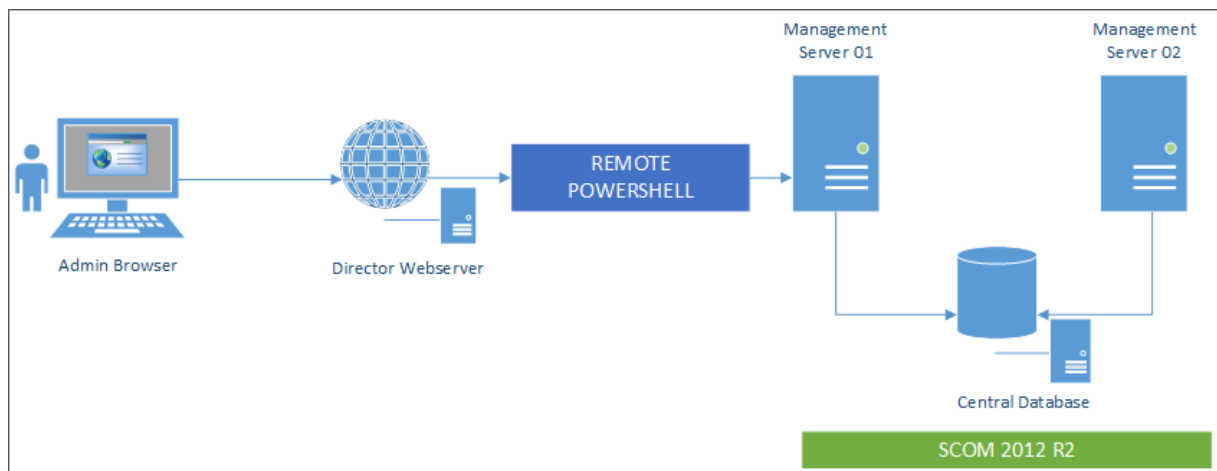 Management
Server 01
Management
Server 02
REMOTE
POWERSHELL
Admin Browser
Director Webserver
Central Database
SCOM 2012 R2